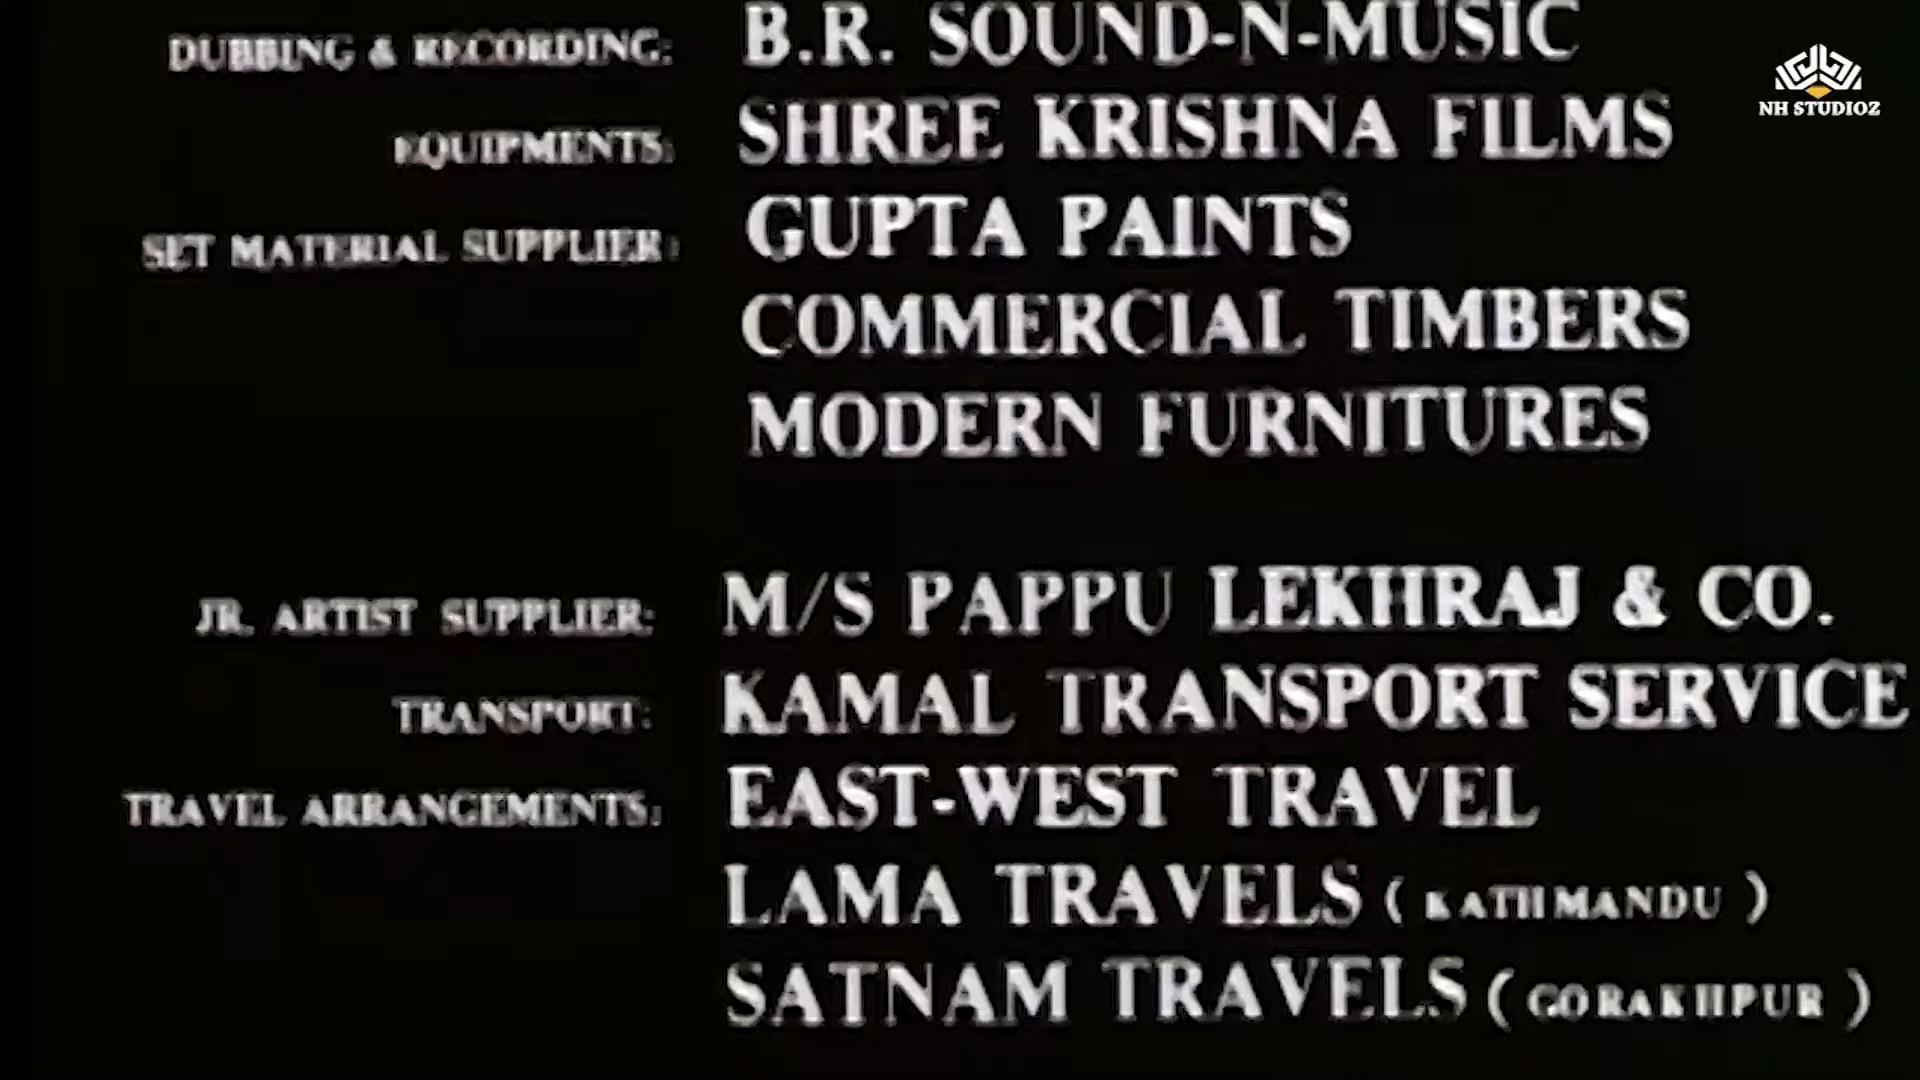 DUBBING & RECORDING: B.R. SOUND-N-MUSIC
NH STUDIOZ
EQUIPMENTS: SHREE KRISHNA FILMS
SET MATERIAL SUPPLIER: GUPTA PAINTS
COMMERCIAL TIMBERS
MODERN FURNITURES
JR. ARTIST SUPPLIER: M/S PAPPU LEKHRAJ & CO.
TRANSPORT: KAMAL TRANSPORT SERVICE
TRAVEL ARRANGEMENTS: EAST-WEST TRAVEL
LAMA TRAVELS (KATHMANDU)
SATNAM TRAVELS (GORAKHPUR)